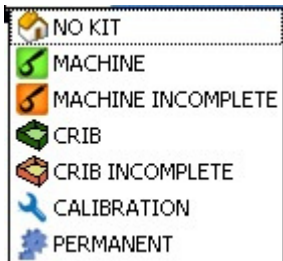 NO KIT
MACHINE
MACHINE INCOMPLETE
CRIB
CRIB INCOMPLETE
CALIBRATION
PERMANENT